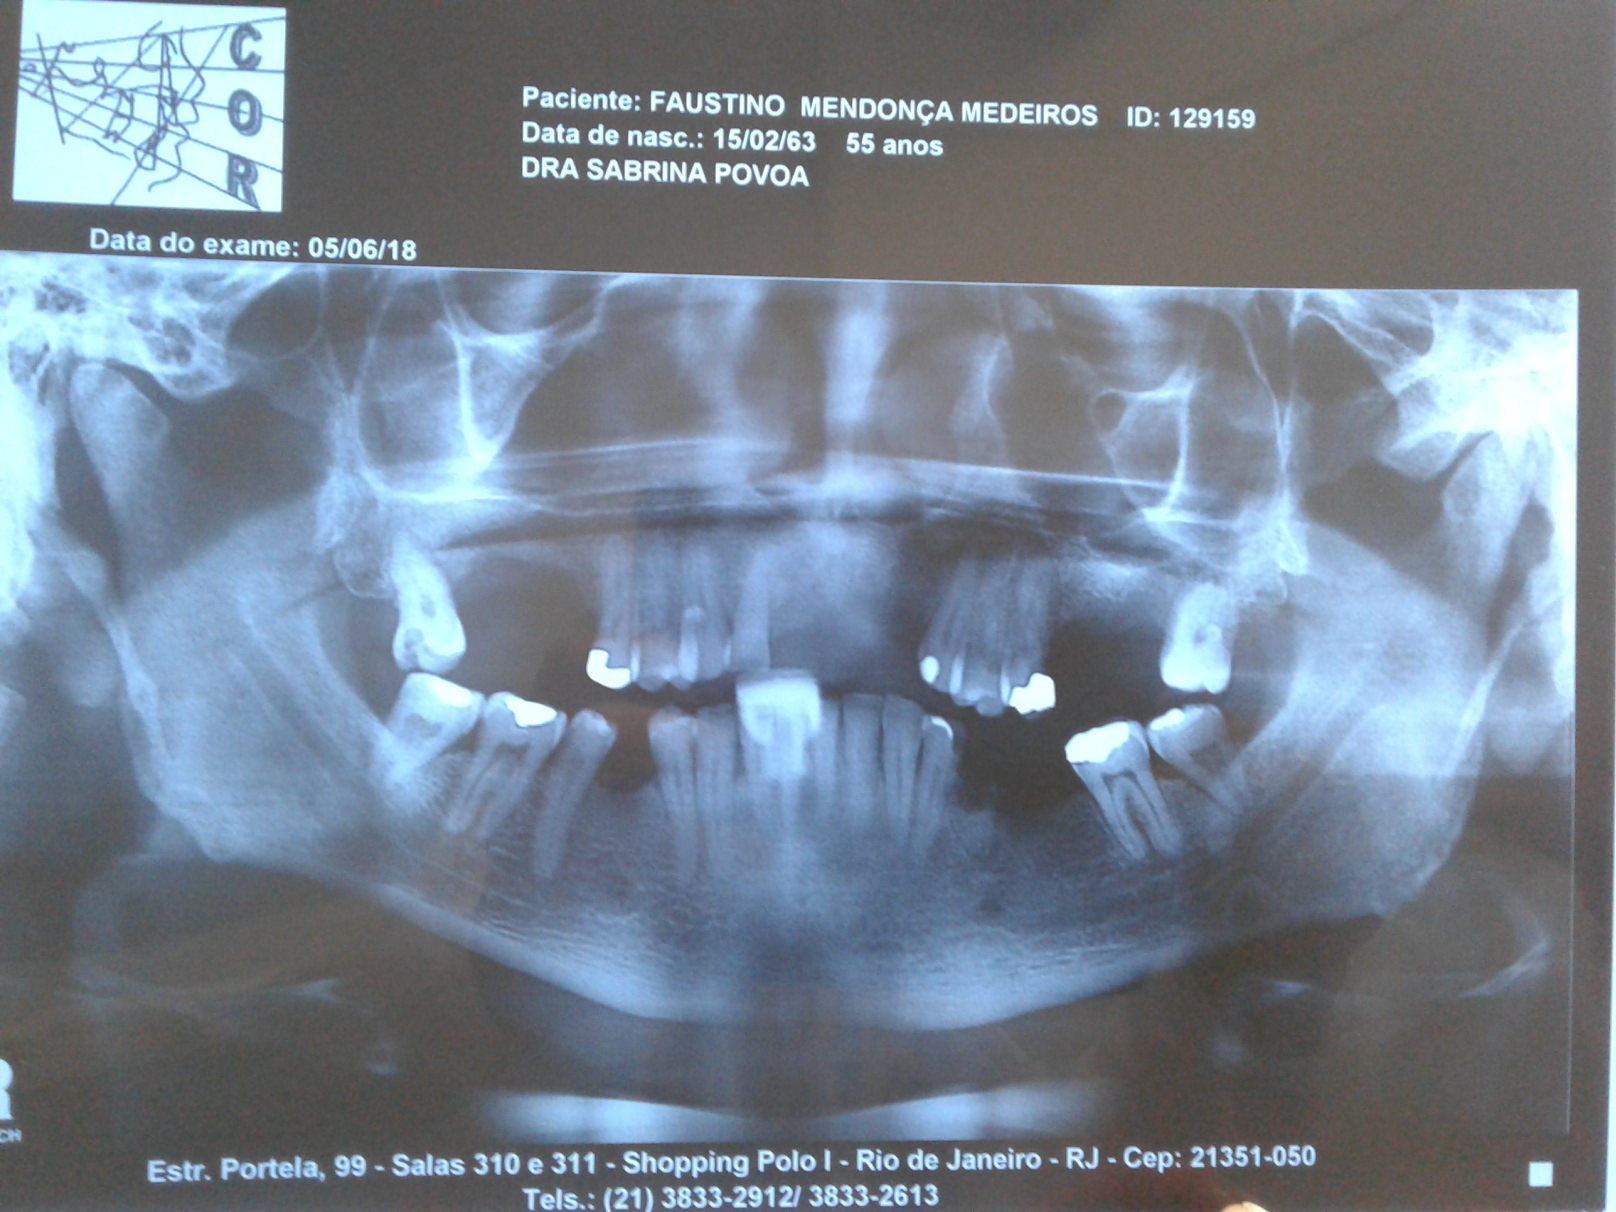 C
O
R
Paciente: FAUSTINO MENDONÇA MEDEIROS ID: 129159
Data de nasc.: 15/02/63 55 anos
DRA SABRINA POVOA
Data do exame: 05/06/18
R
CH
Estr. Portela, 99 - Salas 310 e 311 - Shopping Polo I - Rio de Janeiro - RJ - Cep: 21351-050
Tels.: (21) 3833-2912/ 3833-2613